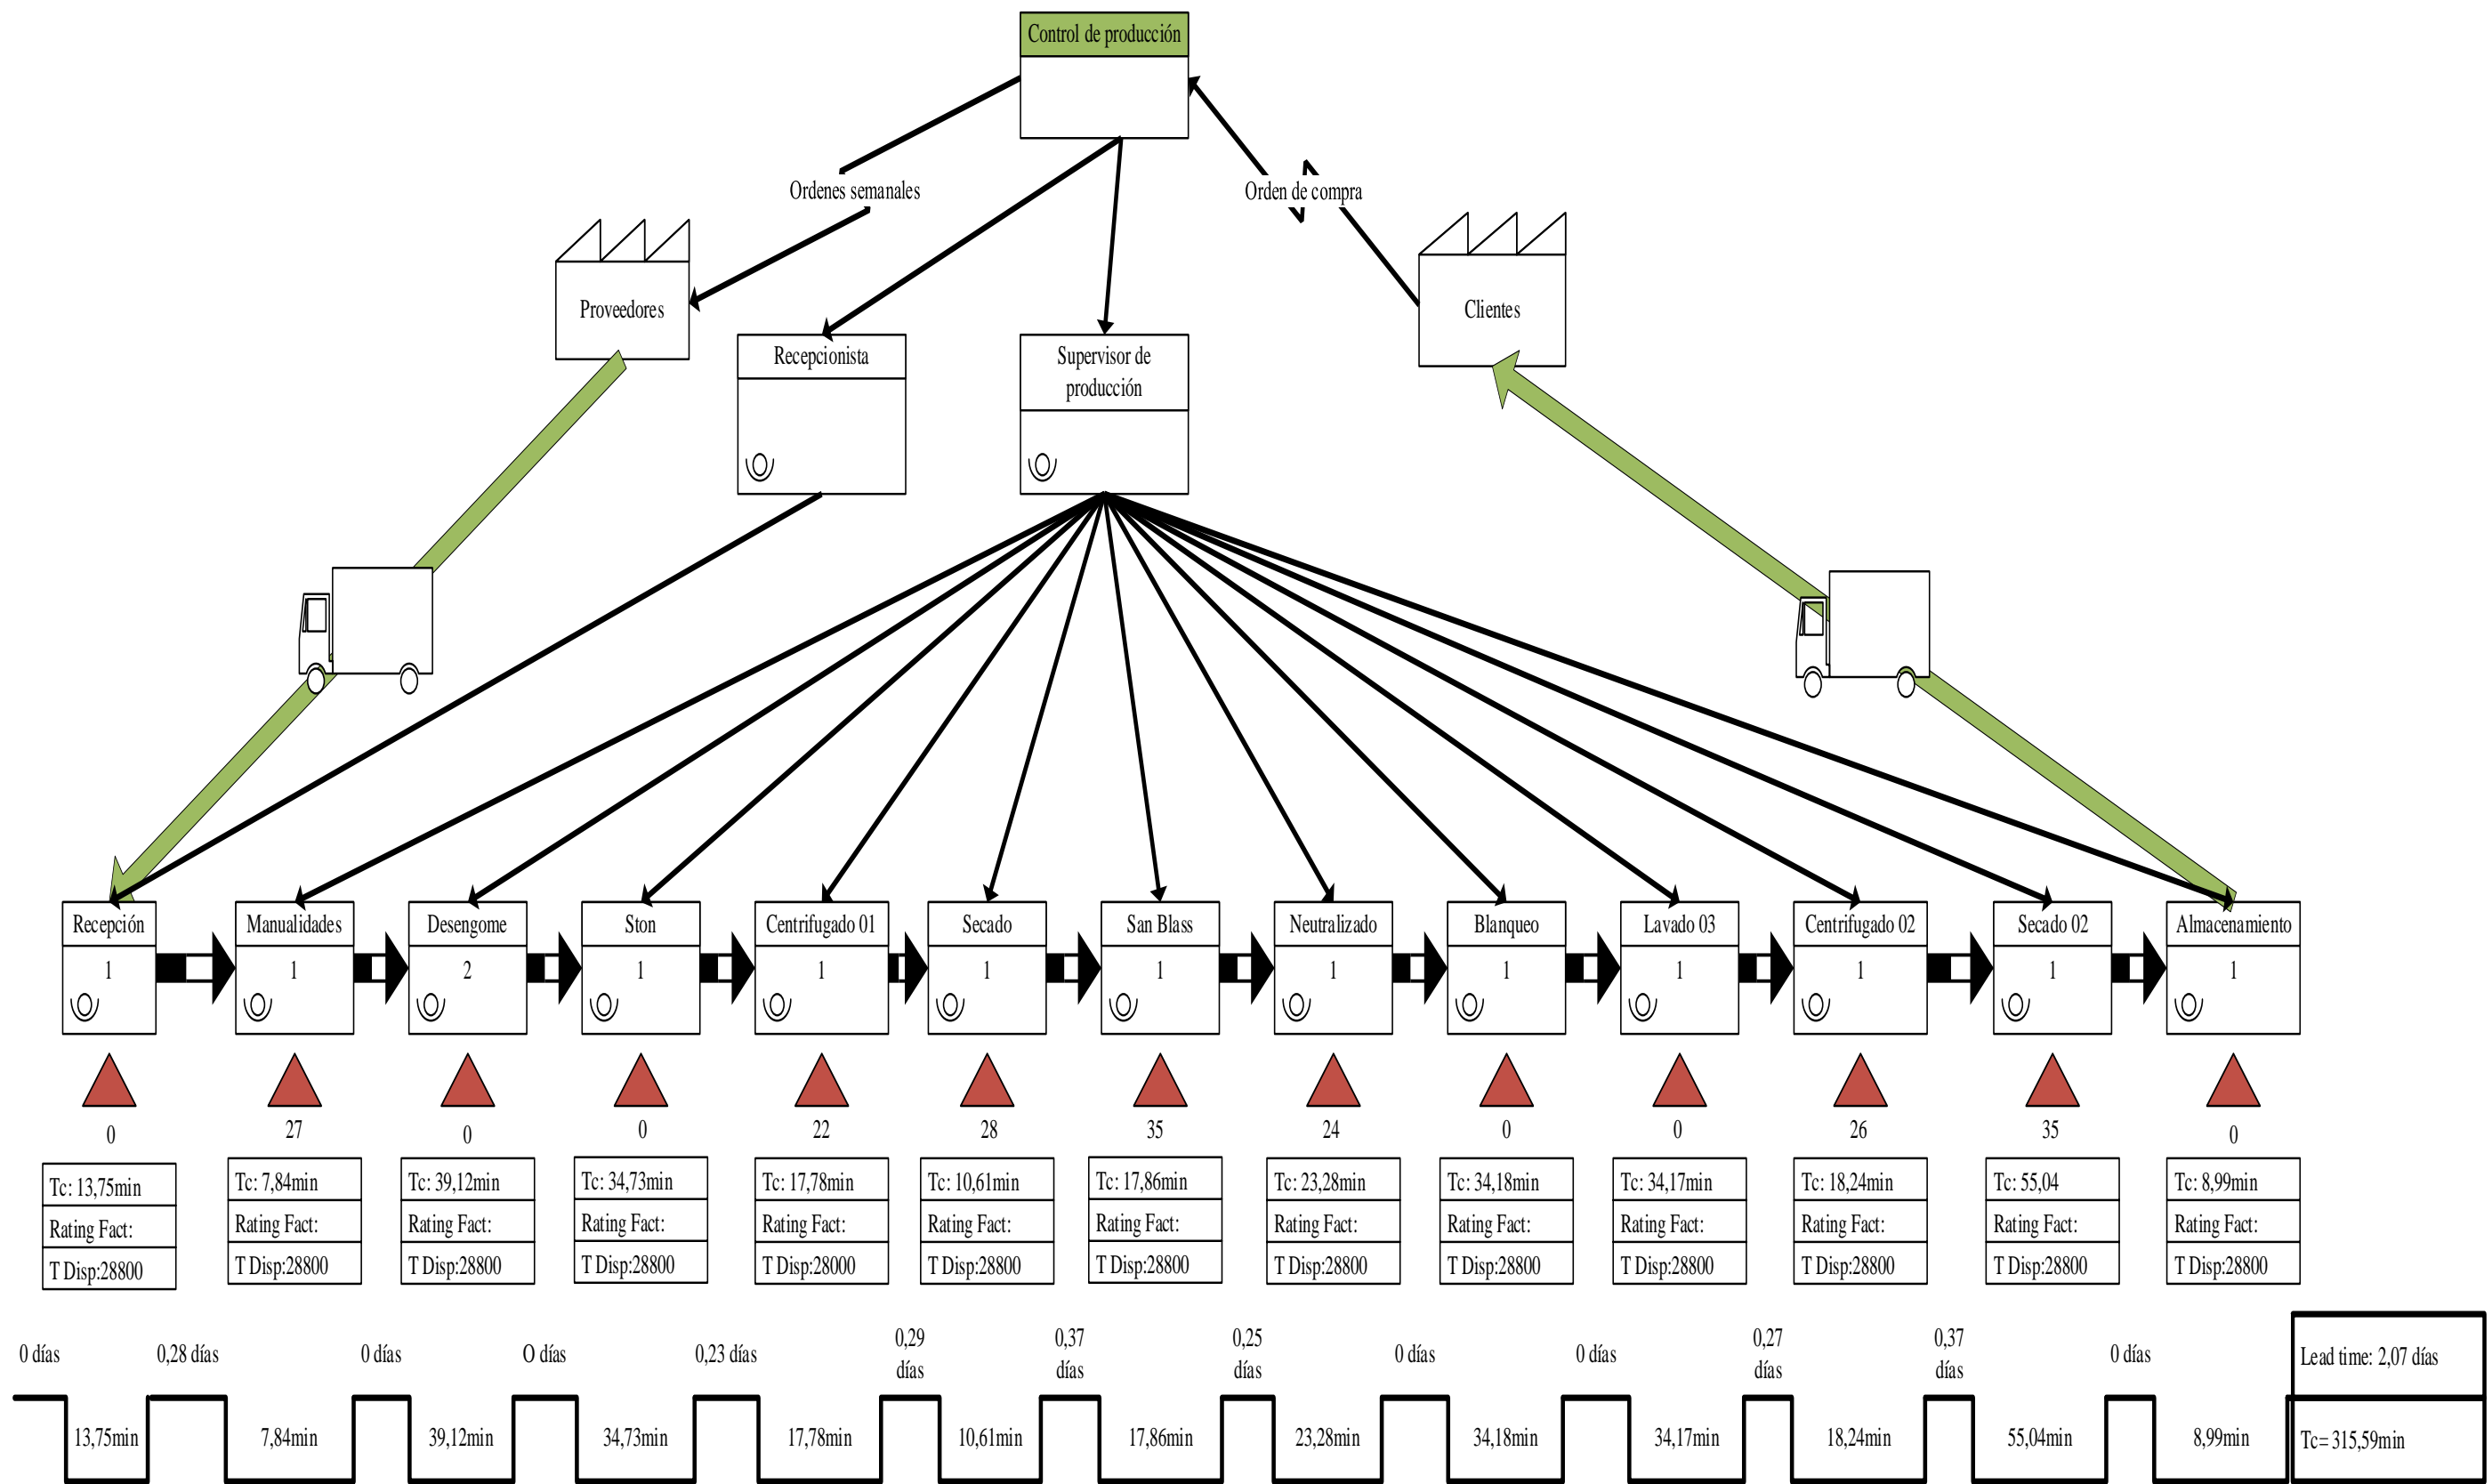 Control de producción
Ordenes semanales
Orden de compra
Proveedores
Clientes
Recepcionista
Supervisor de
producción
Recepción
1
Manualidades
1
Desengome
2
Ston
1
Centrifugado 01
1
Secado
1
San Blass
1
Neutralizado
1
Blanqueo
1
Lavado 03
1
Centrifugado 02
1
Secado 02
1
Almacenamiento
1
0
27
0
0
22
28
35
24
0
0
26
35
0
Tc: 13,75min
Rating Fact:
T Disp:28800
Tc: 7,84min
Rating Fact:
T Disp:28800
Tc: 39,12min
Rating Fact:
T Disp:28800
Tc: 34,73min
Rating Fact:
T Disp:28800
Tc: 17,78min
Rating Fact:
T Disp:28000
Tc: 10,61min
Rating Fact:
T Disp:28800
Tc: 17,86min
Rating Fact:
T Disp:28800
Tc: 23,28min
Rating Fact:
T Disp:28800
Tc: 34,18min
Rating Fact:
T Disp:28800
Tc: 34,17min
Rating Fact:
T Disp:28800
Tc: 18,24min
Rating Fact:
T Disp:28800
Tc: 55,04
Rating Fact:
T Disp:28800
Tc: 8,99min
Rating Fact:
T Disp:28800
0 días
0,28 días
0 días
O días
0,23 días
0,29
días
0,37
días
0,25
días
0 días
0 días
0,27
días
0,37
días
0 días
Lead time: 2,07 días
13,75min
7,84min
39,12min
34,73min
17,78min
10,61min
17,86min
23,28min
34,18min
34,17min
18,24min
55,04min
8,99min
Tc= 315,59min